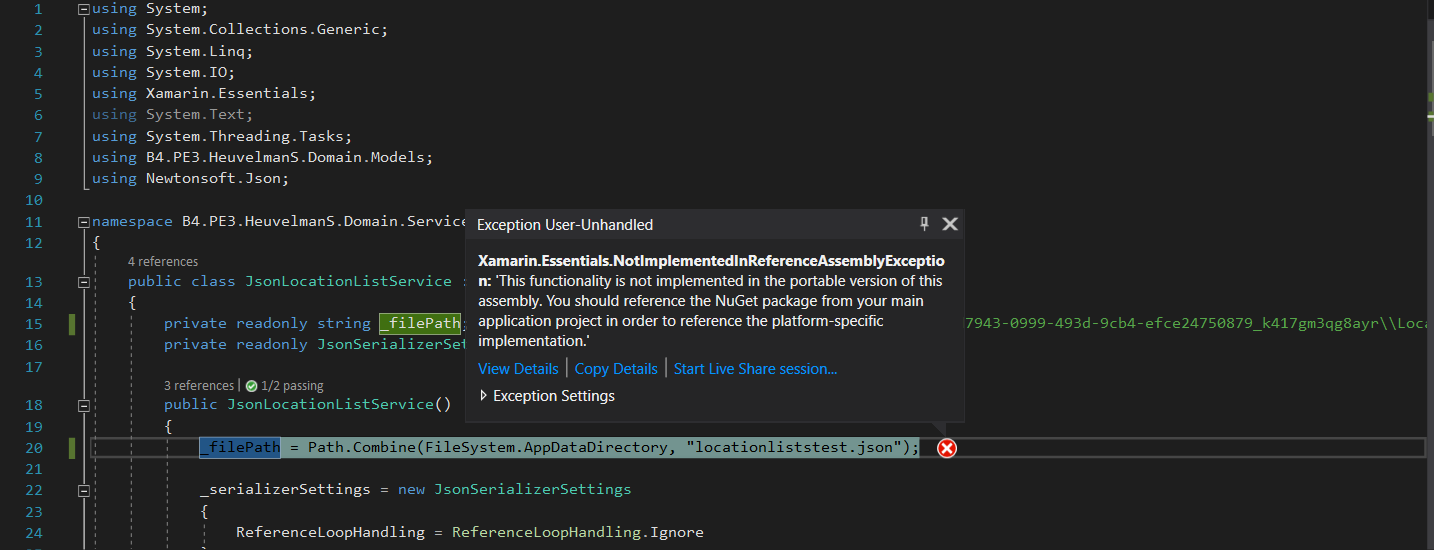 1 using System;
2 using System.Collections.Generic;
3 using System.Linq;
4 using System.IO;
5 using Xamarin.Essentials;
6 using System.Text;
7 using System.Threading.Tasks;
8 using B4.PE3.HeuvelmanS.Domain.Models;
9 using Newtonsoft.Json;
10
11 namespace B4.PE3.HeuvelmanS.Domain.Service
12 {
4 references
13 public class JsonLocationListService :
14 {
15 private readonly string _filePath; 7943-0999-493d-9cb4-efce24750879_k417gm3qg8ayr\\Loca
16 private readonly JsonSerializerSet
17
3 references | 1/2 passing
18 public JsonLocationListService()
19 {
20 _filePath = Path.Combine(FileSystem.AppDataDirectory, "locationliststest.json");
21
22 _serializerSettings = new JsonSerializerSettings
23 {
24 ReferenceLoopHandling = ReferenceLoopHandling.Ignore
Exception User-Unhandled
Xamarin.Essentials.NotImplementedInReferenceAssemblyExceptio
n: 'This functionality is not implemented in the portable version of this
assembly. You should reference the NuGet package from your main
application project in order to reference the platform-specific
implementation.'
View Details | Copy Details | Start Live Share session...
Exception Settings